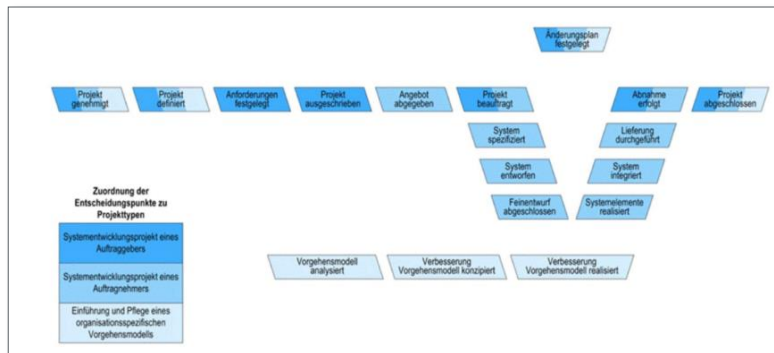 Änderungsplan
festgelegt
Projekt
genehmigt
Projekt
definiert
Anforderungen
festgelegt
Projekt
ausgeschrieben
Angebot
abgegeben
Projekt
beauftragt
Abnahme
erfolgt
Projekt
abgeschlossen
System
spezifiziert
Lieferung
durchgeführt
System
entworfen
System
integriert
Feinentwurf
abgeschlossen
Systemelemente
realisiert
Zuordnung der
Entscheidungspunkte zu
Projekttypen
Systementwicklungsprojekt eines
Auftraggebers
Systementwicklungsprojekt eines
Auftragnehmers
Einführung und Pflege eines
organisationsspezifischen
Vorgehensmodells
Vorgehensmodell
analysiert
Verbesserung
Vorgehensmodell konzipiert
Verbesserung
Vorgehensmodell realisiert